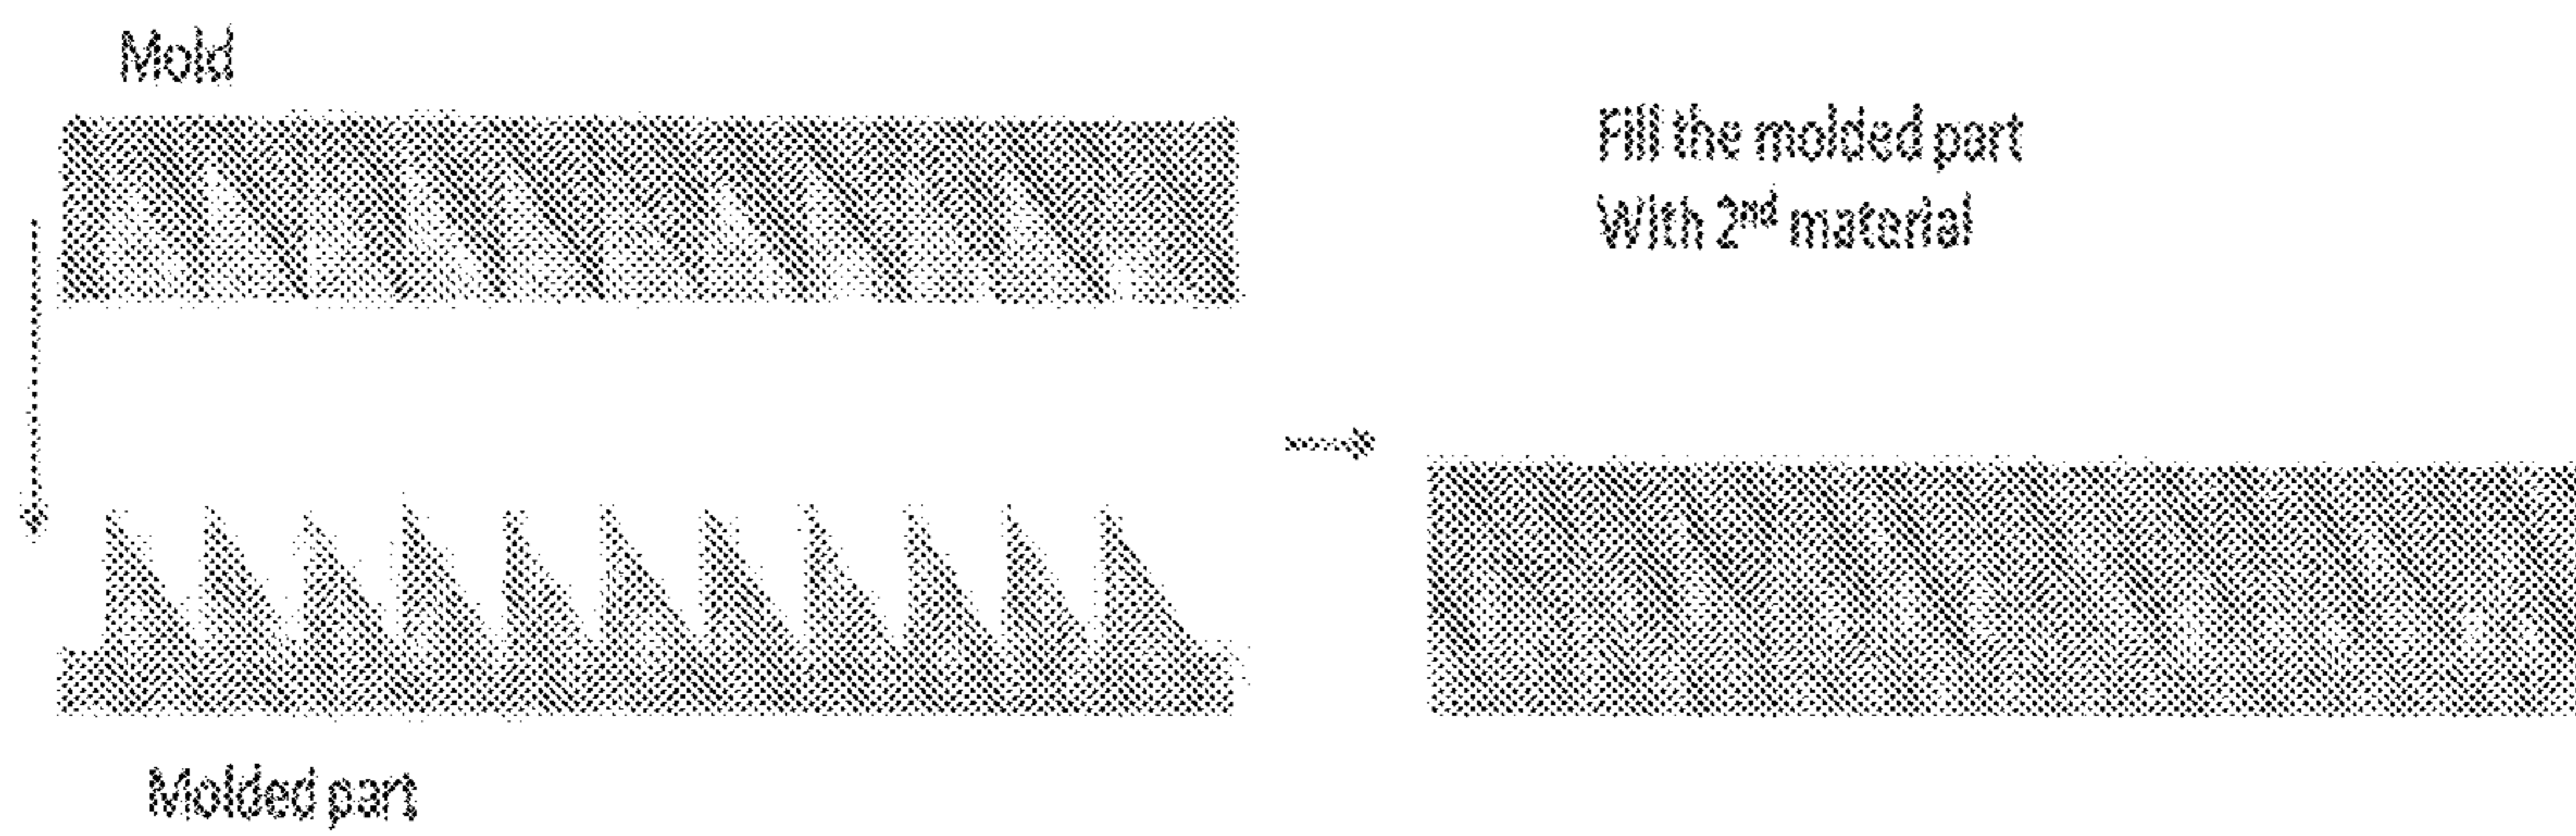 Mold
Fill the molded part
With 2nd material
Molded part